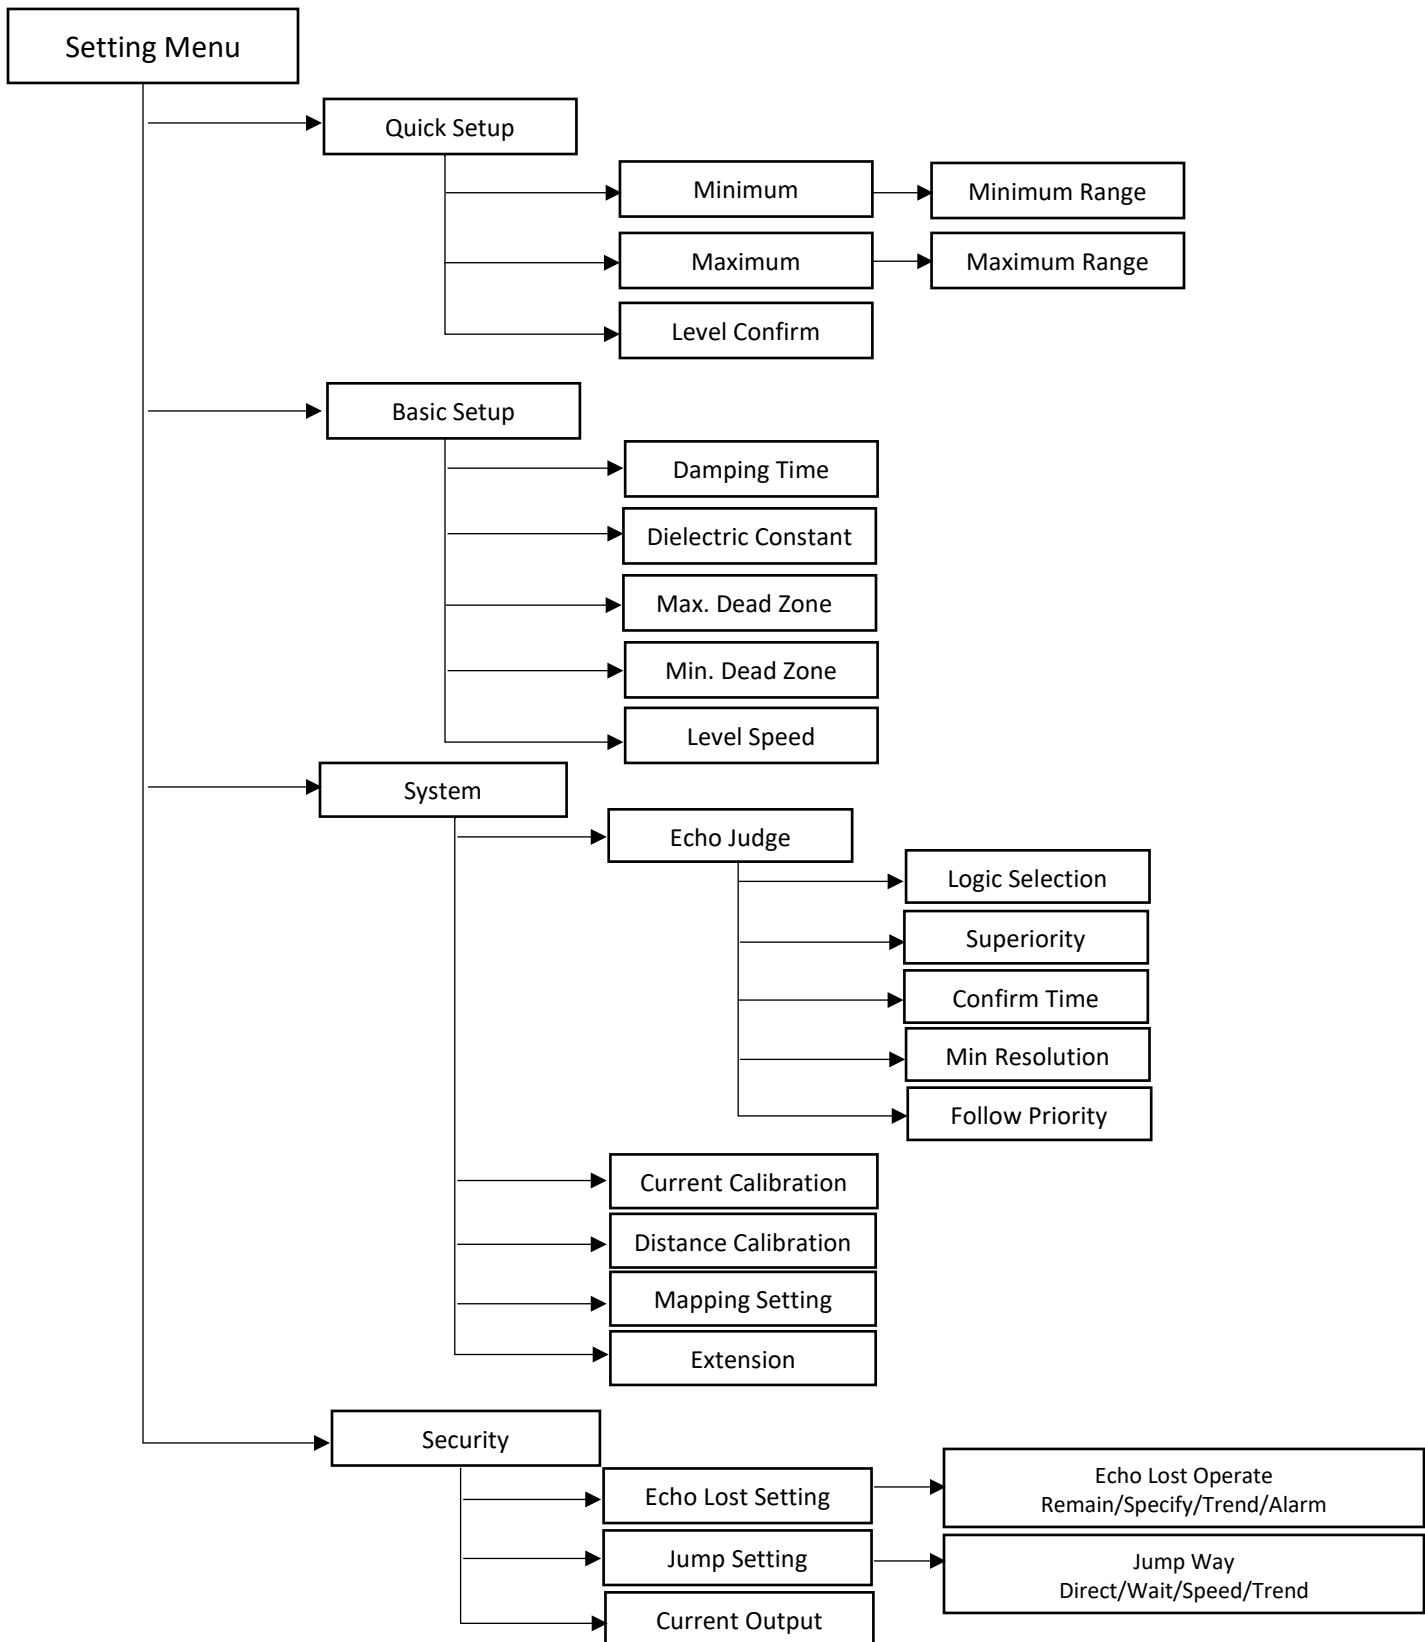 Setting Menu
Quick Setup
Minimum
Minimum Range
Maximum
Maximum Range
Level Confirm
Basic Setup
Damping Time
Dielectric Constant
Max. Dead Zone
Min. Dead Zone
Level Speed
System
Echo Judge
Logic Selection
Superiority
Confirm Time
Min Resolution
Follow Priority
Current Calibration
Distance Calibration
Mapping Setting
Extension
Security
Echo Lost Setting
Echo Lost Operate
Remain/Specify/Trend/Alarm
Jump Setting
Jump Way
Direct/Wait/Speed/Trend
Current Output